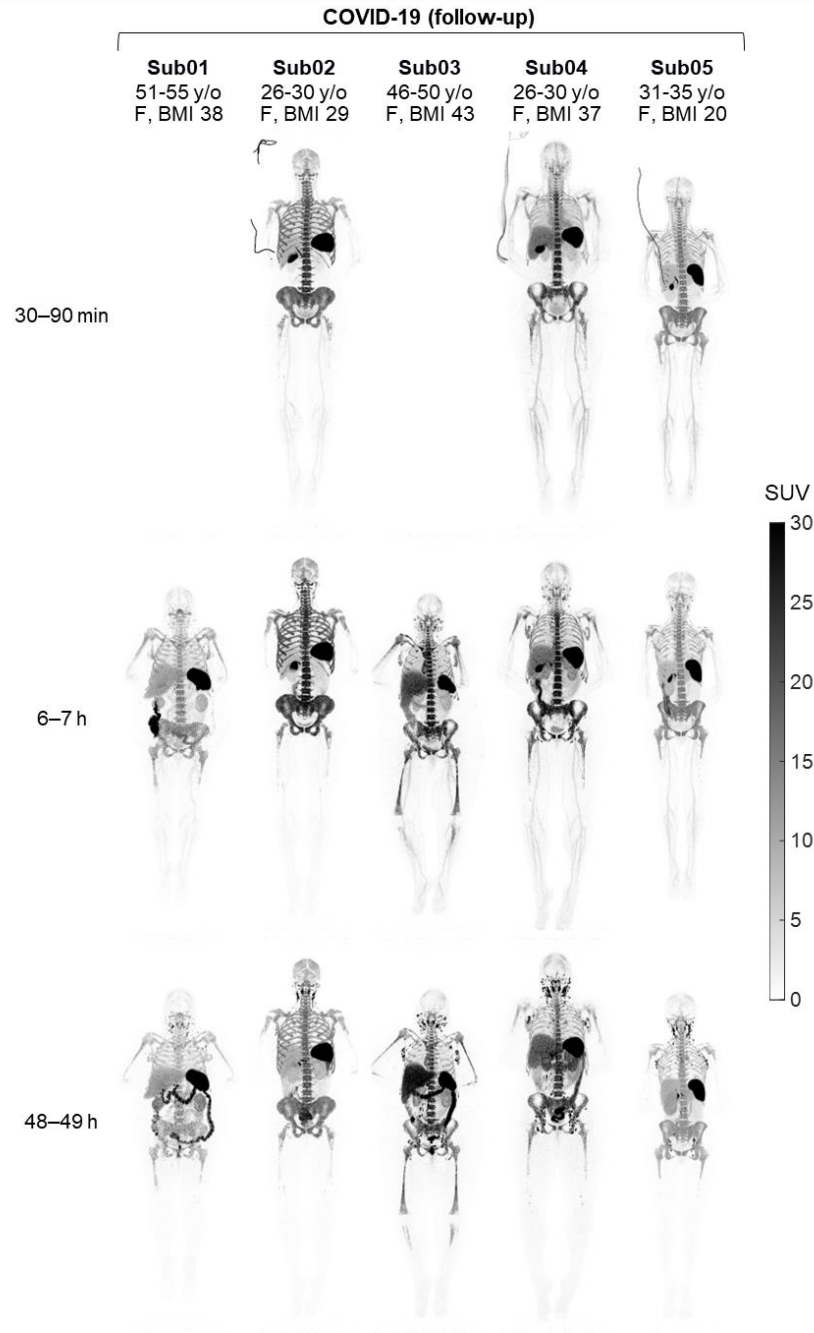 COVID-19 (follow-up)
Sub01
51-55 y/o
F, BMI 38
Sub02
26-30 y/o
F, BMI 29
Sub03
46-50 y/o
F, BMI 43
Sub04
26-30 y/o
F, BMI 37
Sub05
31-35 y/o
F, BMI 20
30–90 min
6–7 h
48–49 h
SUV
30
25
20
15
10
5
0